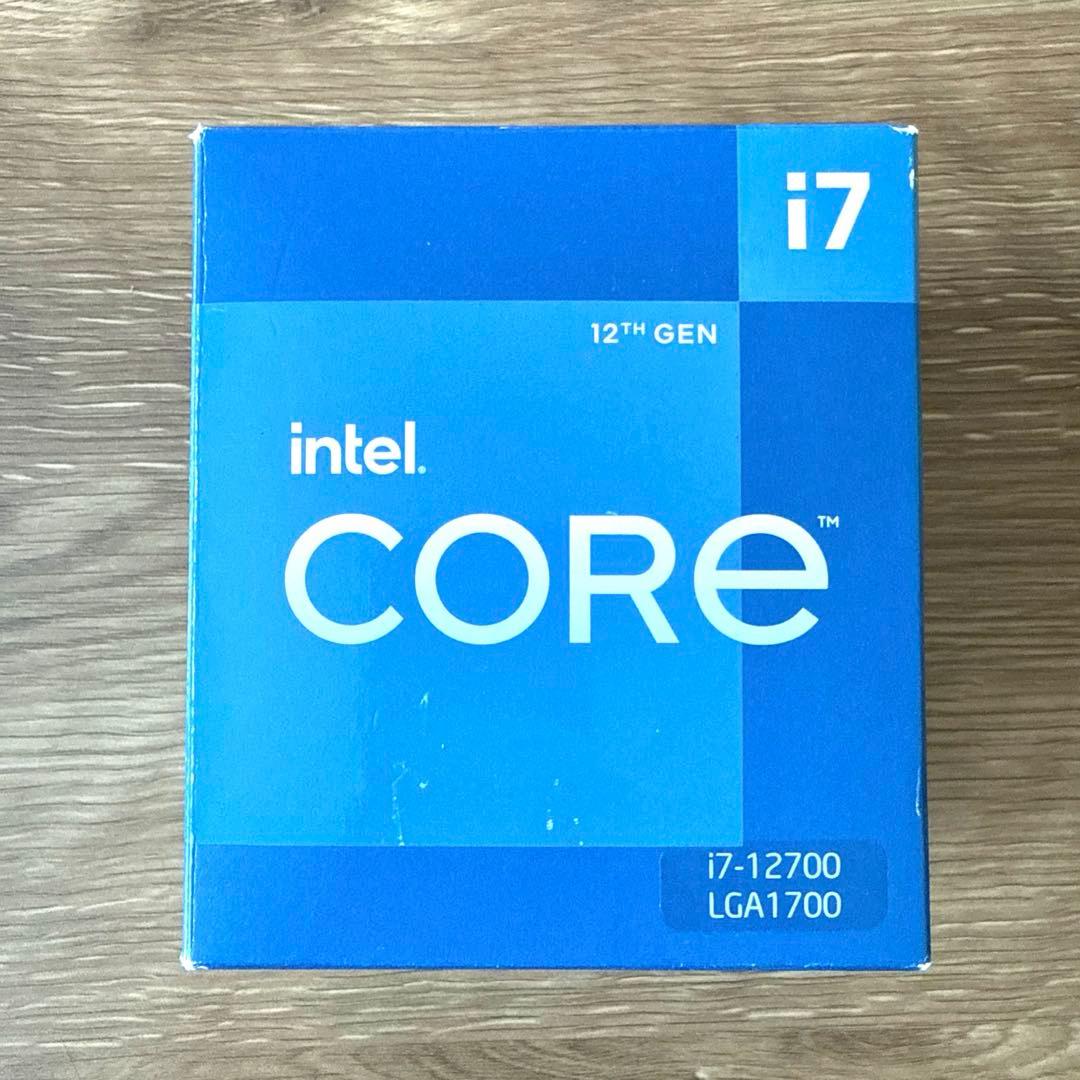 i7
12TH GEN
intel.
CORe™
i7-12700
LGA1700